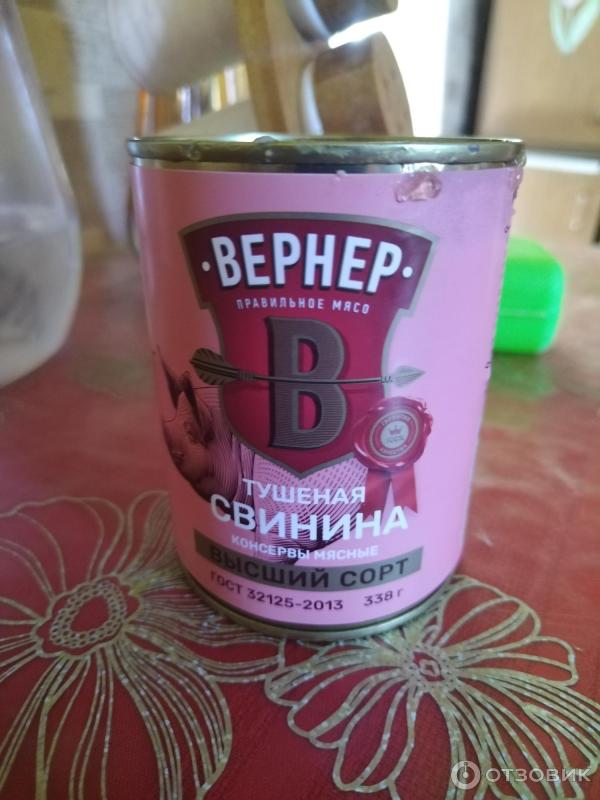 ВЕРНЕР
ПРАВИЛЬНОЕ МЯСО
В
ТУШЕНАЯ
СВИНИНА
КОНСЕРВЫ МЯСНЫЕ
ВЫСШИЙ СОРТ
ГОСТ 32125-2013 338 г
ОТЗОВИК